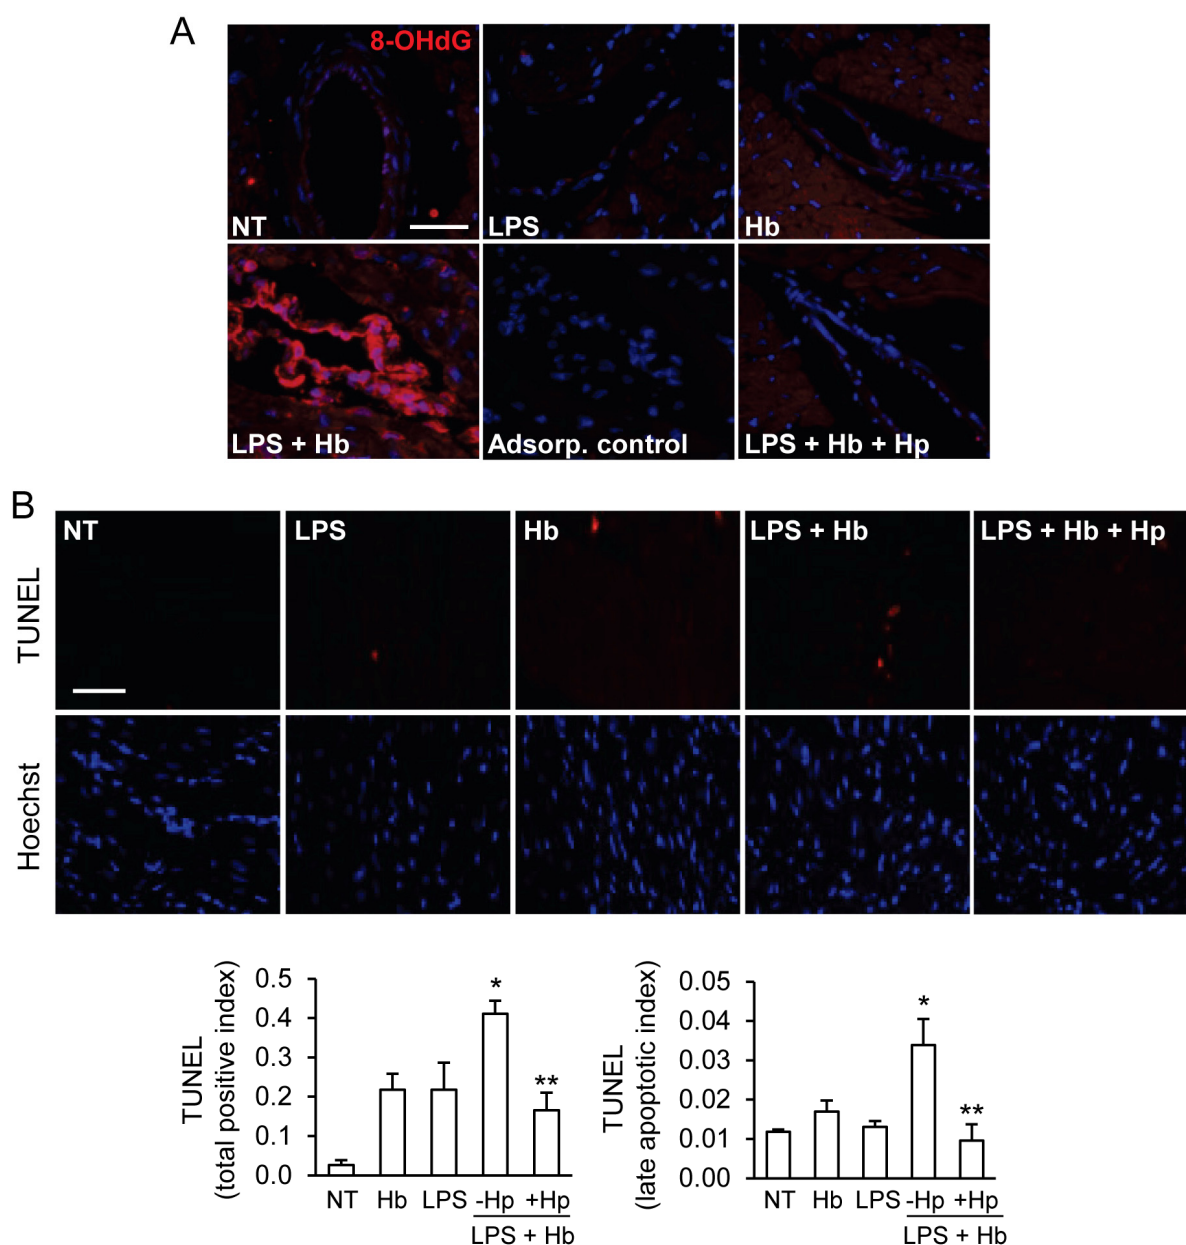 A
8-OHdG
NT
LPS
Hb
LPS + Hb
Adsorp. control
LPS + Hb + Hp
B
NT
LPS
Hb
LPS + Hb
LPS + Hb + Hp
TUNEL
Hoechst
TUNEL
(total positive index)
0.5
0.4
0.3
0.2
0.1
0.0
*
**
NT
Hb
LPS
-Hp
+Hp
LPS + Hb
TUNEL
(late apoptotic index)
0.05
0.04
0.03
0.02
0.01
0.00
*
**
NT
Hb
LPS
-Hp
+Hp
LPS + Hb